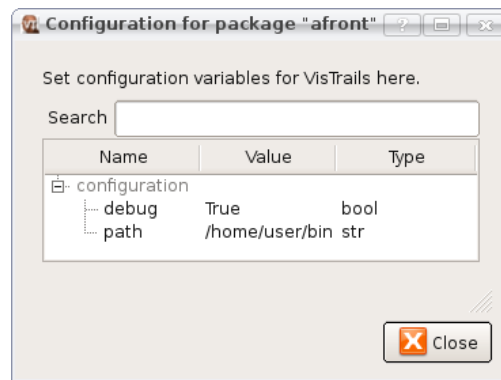 Configuration for package "afront"
Set configuration variables for VisTrails here.
Search
Name Value Type
configuration
debug True bool
path /home/user/bin str
Close